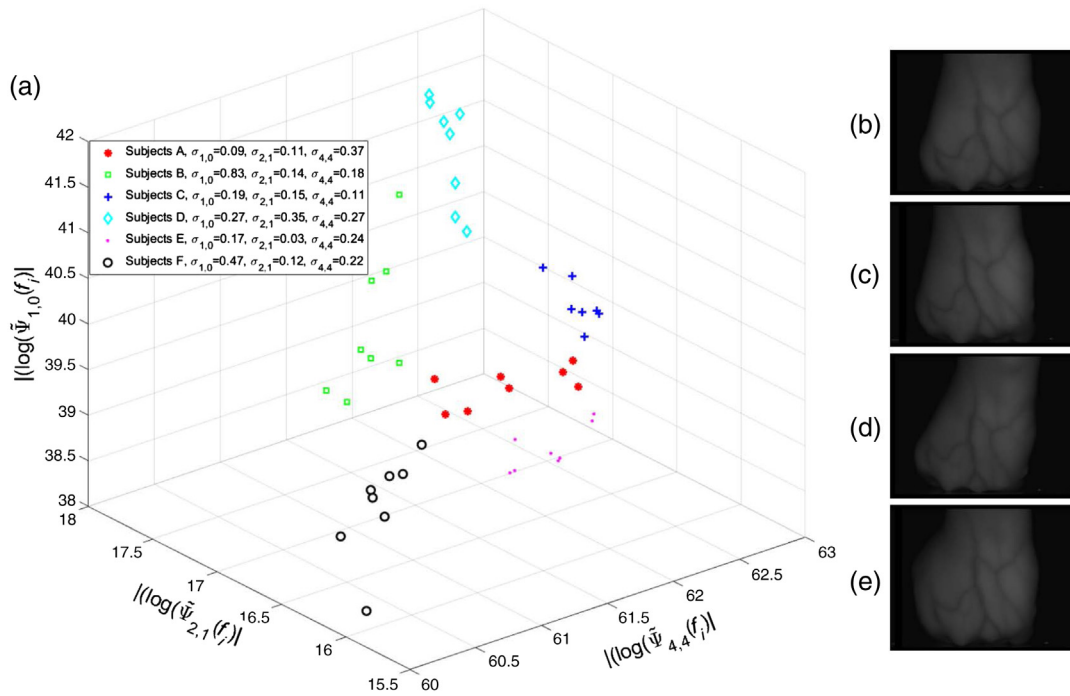 (a)
42
41.5
41
40.5
40
39.5
39
38.5
38
|(log(Ψ̃1,0(fi)|
Subjects A, σ1,0=0.09, σ2,1=0.11, σ4,4=0.37
Subjects B, σ1,0=0.83, σ2,1=0.14, σ4,4=0.18
Subjects C, σ1,0=0.19, σ2,1=0.15, σ4,4=0.11
Subjects D, σ1,0=0.27, σ2,1=0.35, σ4,4=0.27
Subjects E, σ1,0=0.17, σ2,1=0.03, σ4,4=0.24
Subjects F, σ1,0=0.47, σ2,1=0.12, σ4,4=0.22
18
17.5
17
16.5
16
15.5
|(log(Ψ̃2,1(fi)|
60
60.5
61
61.5
62
62.5
63
|(log(Ψ̃4,4(fi)|
(b)
(c)
(d)
(e)